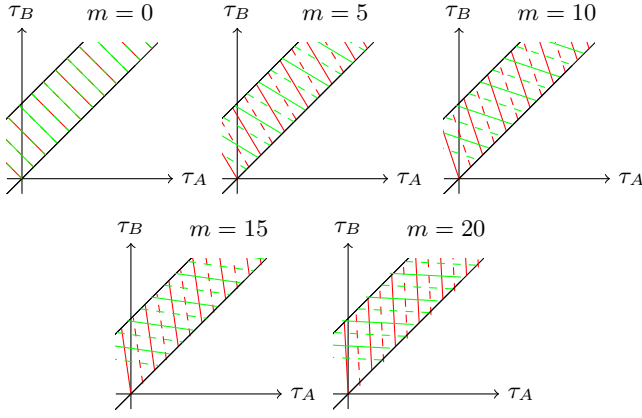 τ_B m = 0
τ_A
τ_B m = 5
τ_A
τ_B m = 10
τ_A
τ_B m = 15
τ_A
τ_B m = 20
τ_A